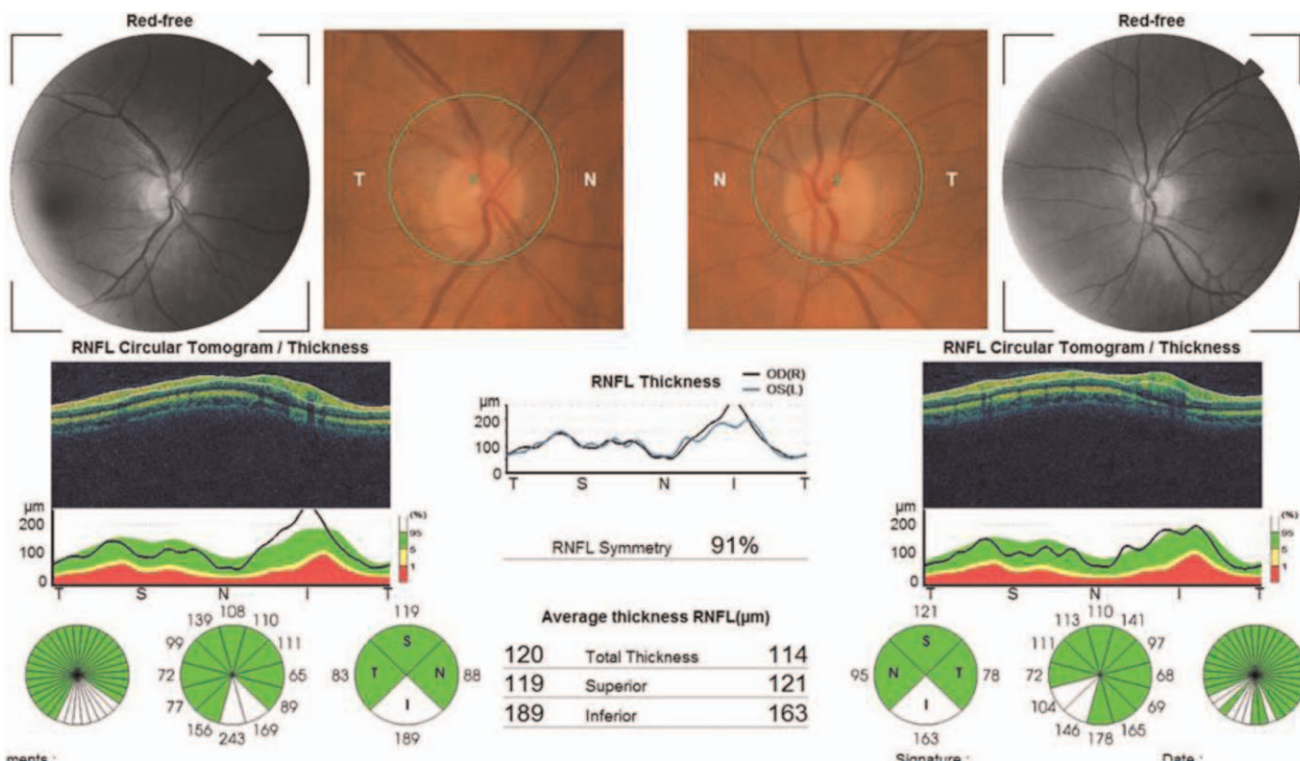 Red-free
Red-free
T N
N T
RNFL Circular Tomogram / Thickness
RNFL Circular Tomogram / Thickness
RNFL Thickness
OD(R)
OS(L)
µm
200
100
0
T S N I T
µm
200
100
0
T S N I T
(%)
95
5
1
RNFL Symmetry 91%
µm
200
100
0
T S N I T
(%)
95
5
1
108
139 110
99 111
72 65
77 89
156 169
243
119
S
83 T N 88
I
189
Average thickness RNFL(µm)
120 Total Thickness 114
119 Superior 121
189 Inferior 163
121
S
95 N T 78
I
163
110
113 141
111 97
72 68
104 69
146 165
178
ments :
Signature :
Date :